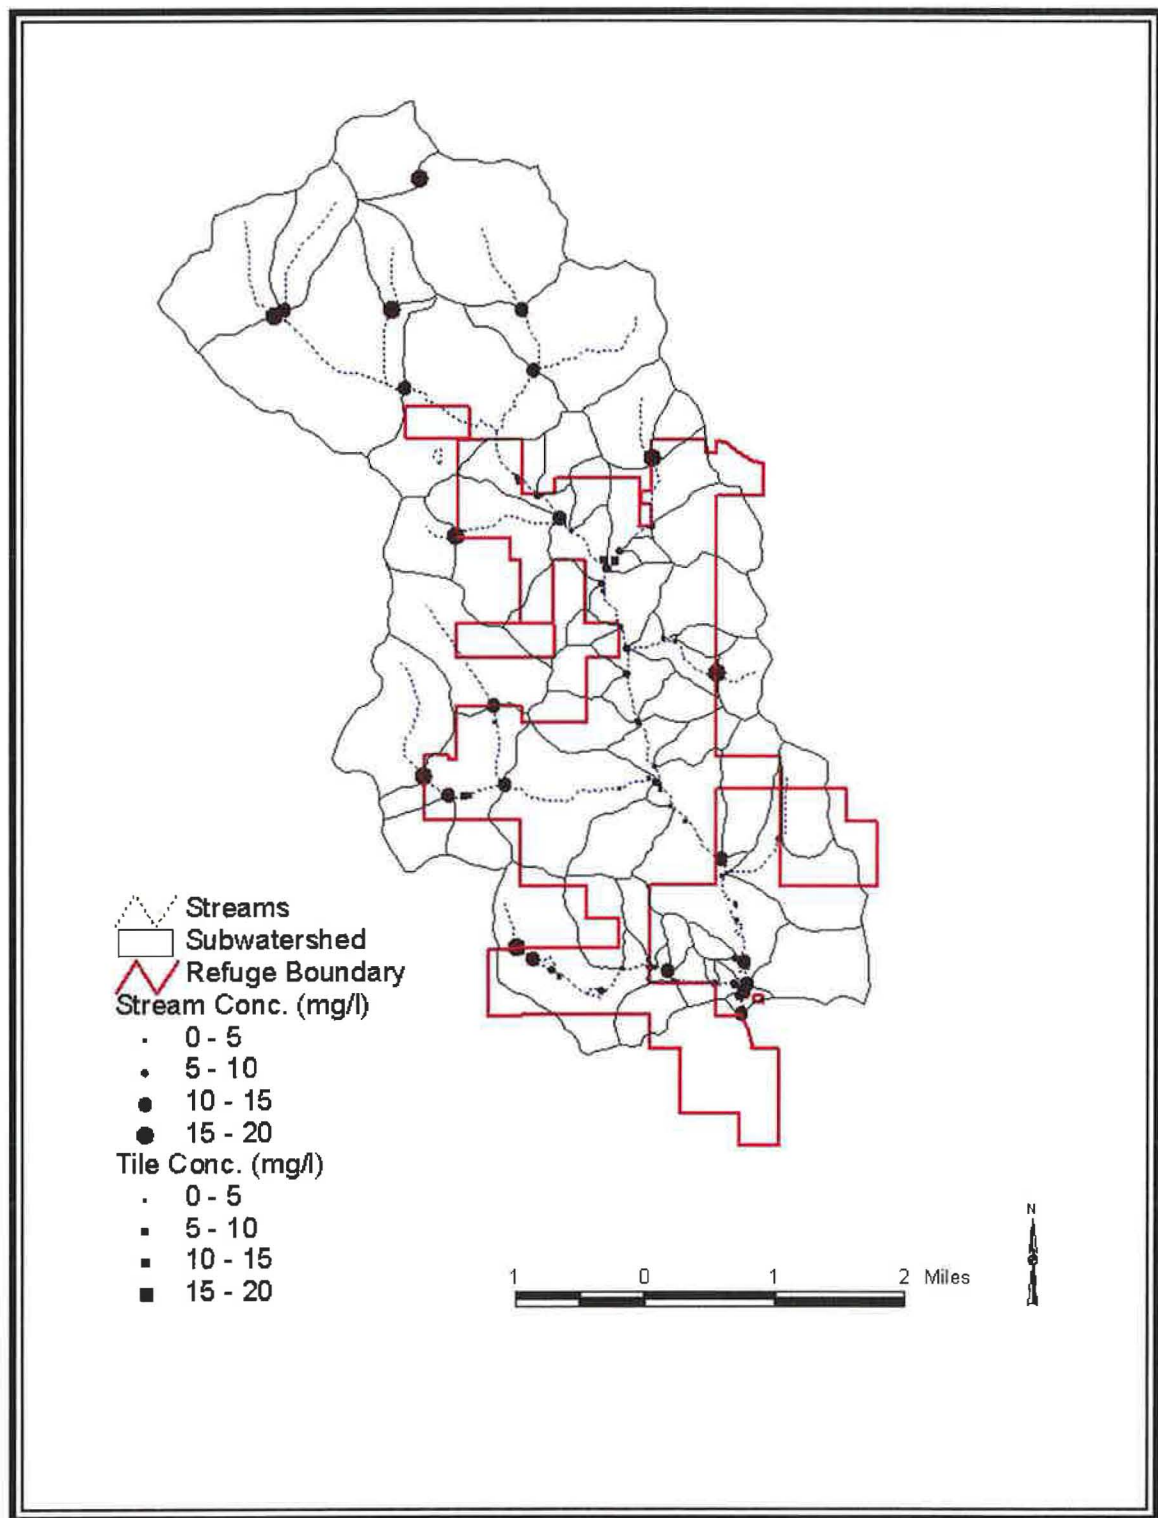 Streams
Subwatershed
Refuge Boundary
Stream Conc. (mg/l)
0 - 5
5 - 10
10 - 15
15 - 20
Tile Conc. (mg/l)
0 - 5
5 - 10
10 - 15
15 - 20
N
1 0 1 2 Miles